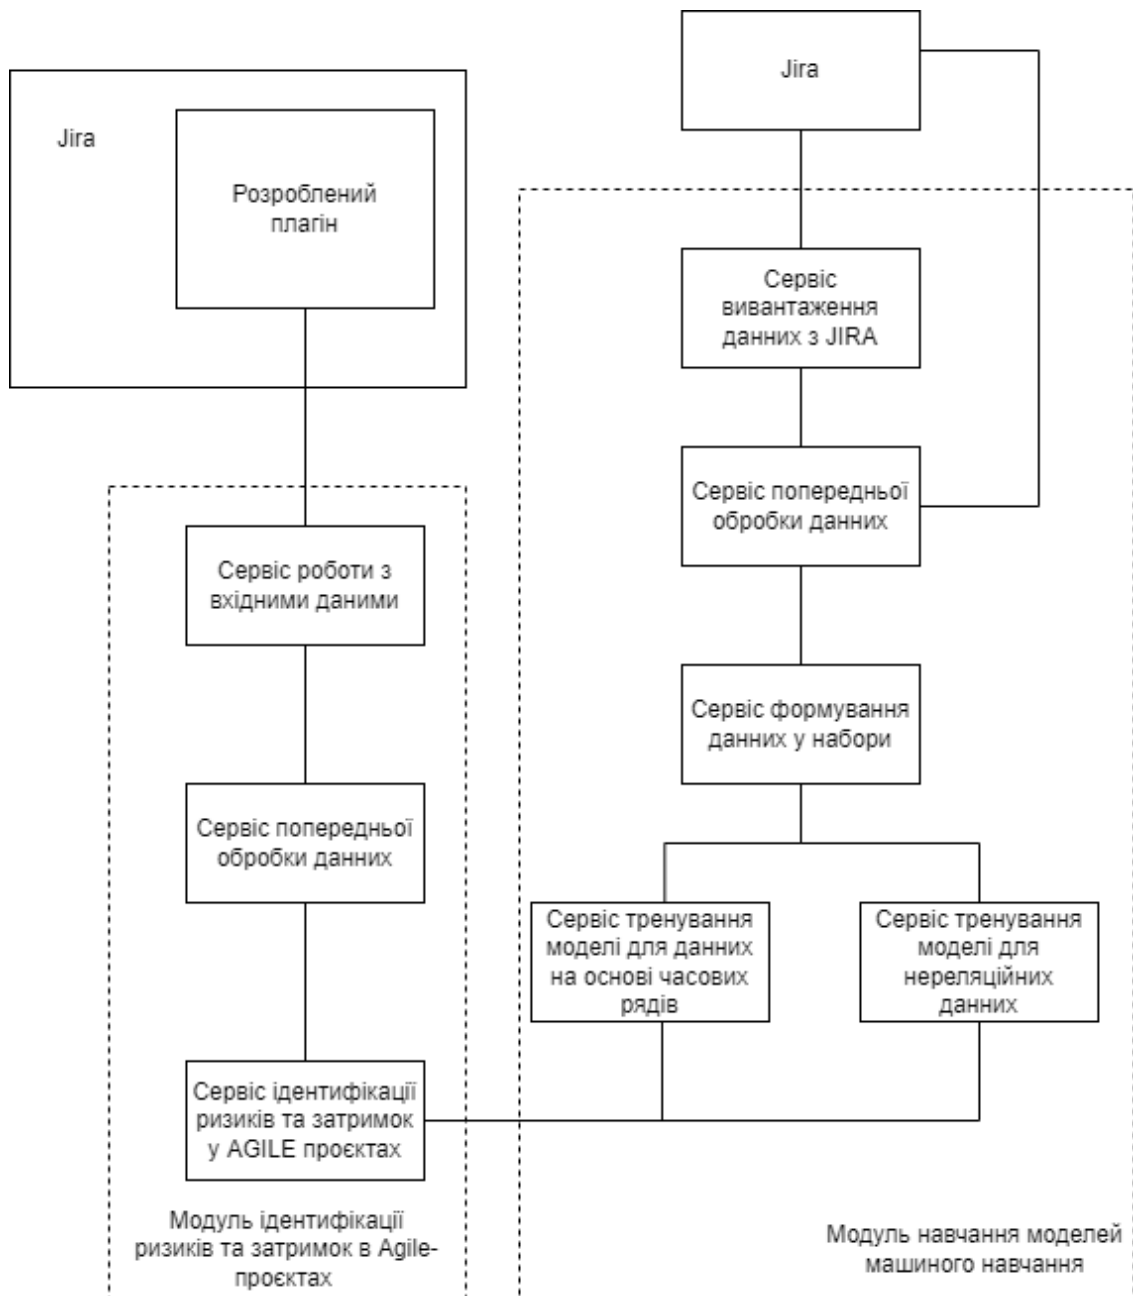 Jira
Розроблений
плагін
Сервіс роботи з
вхідними даними
Сервіс попередньої
обробки данних
Сервіс ідентифікації
ризиків та затримок
у AGILE проєктах
Модуль ідентифікації
ризиків та затримок в Agile-
проєктах
Jira
Сервіс
вивантаження
данних з JIRA
Сервіс попередньої
обробки данних
Сервіс формування
данних у набори
Сервіс тренування
моделі для данних
на основі часових
рядів
Сервіс тренування
моделі для
нереляційних
данних
Модуль навчання моделей
машиного навчання